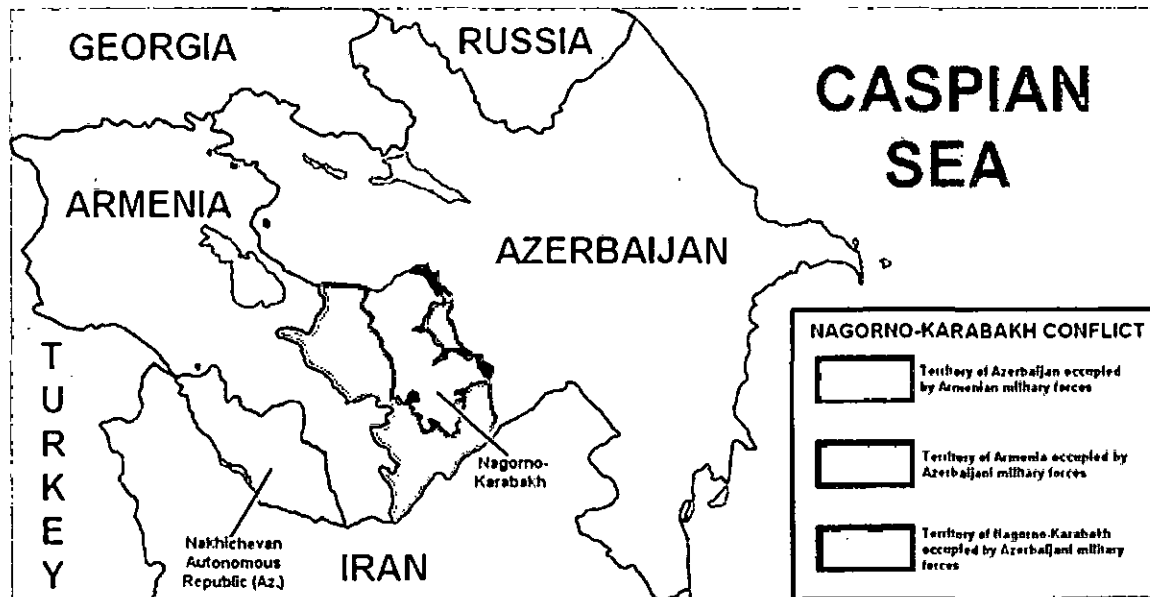 GEORGIA
RUSSIA
CASPIAN
SEA
ARMENIA
AZERBAIJAN
TURKEY
NAGORNO-KARABAKH CONFLICT
Territory of Azerbaijan occupied
by Armenian military forces
Territory of Armenia occupied by
Azerbaijani military forces
Territory of Nagorno-Karabakh
occupied by Azerbaijani military
forces
Nagorno-
Karabakh
Nakhichevan
Autonomous
Republic (Az.)
IRAN